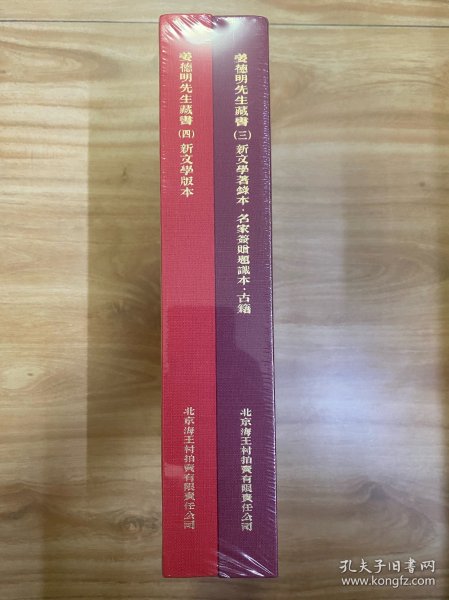 姜德明先生藏書(三)新文學著錄本·名家簽贈題識本·古籍
北京海王村拍賣有限責任公司
姜德明先生藏書(四)新文學版本
北京海王村拍賣有限責任公司
孔夫子旧书网
www.kongfz.com